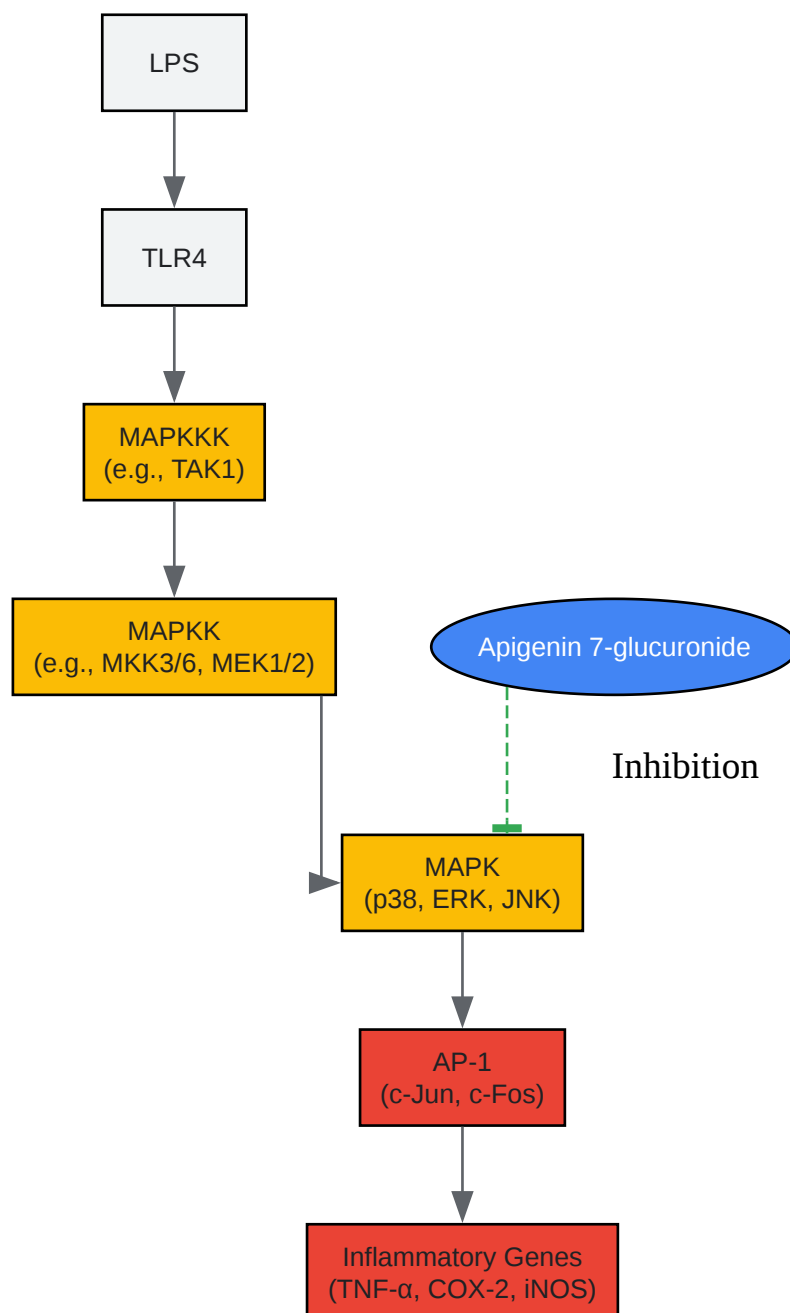 LPS
TLR4
MAPKKK
(e.g., TAK1)
MAPKK
(e.g., MKK3/6, MEK1/2)
Apigenin 7-glucuronide
Inhibition
MAPK
(p38, ERK, JNK)
AP-1
(c-Jun, c-Fos)
Inflammatory Genes
(TNF-α, COX-2, iNOS)